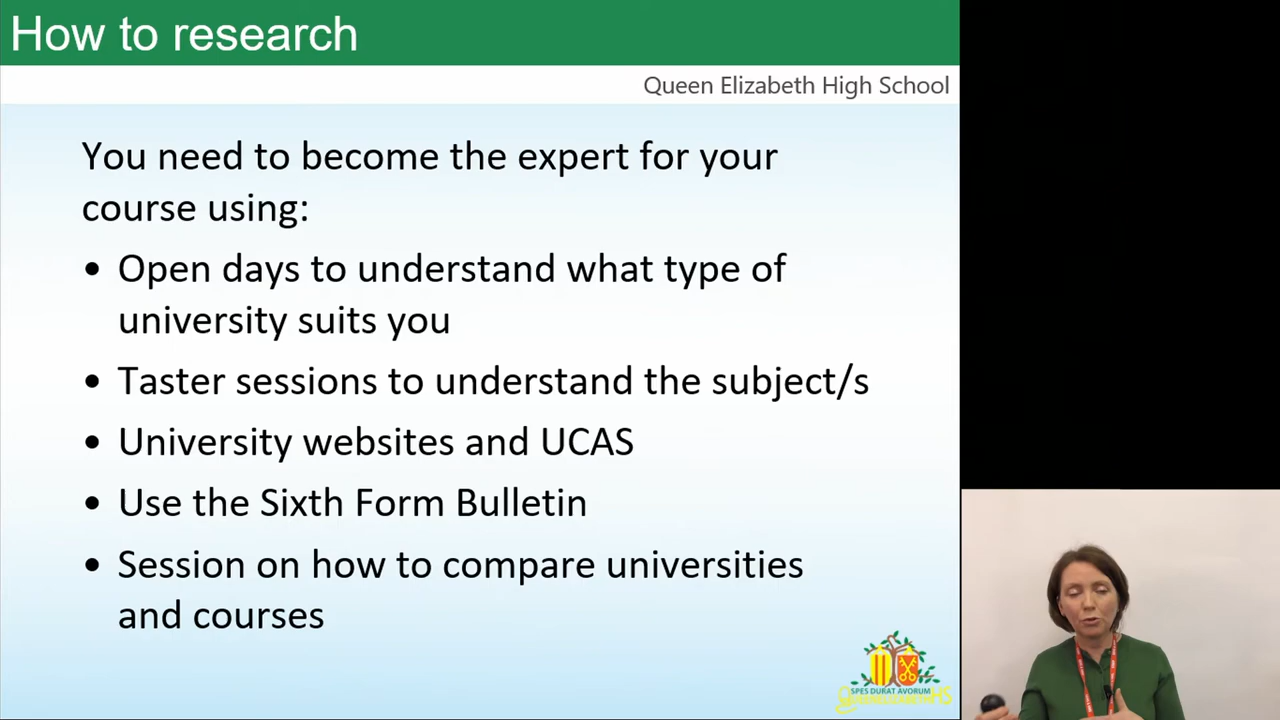 How to research
Queen Elizabeth High School
You need to become the expert for your
course using:
• Open days to understand what type of
university suits you
• Taster sessions to understand the subject/s
• University websites and UCAS
• Use the Sixth Form Bulletin
• Session on how to compare universities
and courses
SPES DURAT AVORUM
QUEENELIZABETHHS